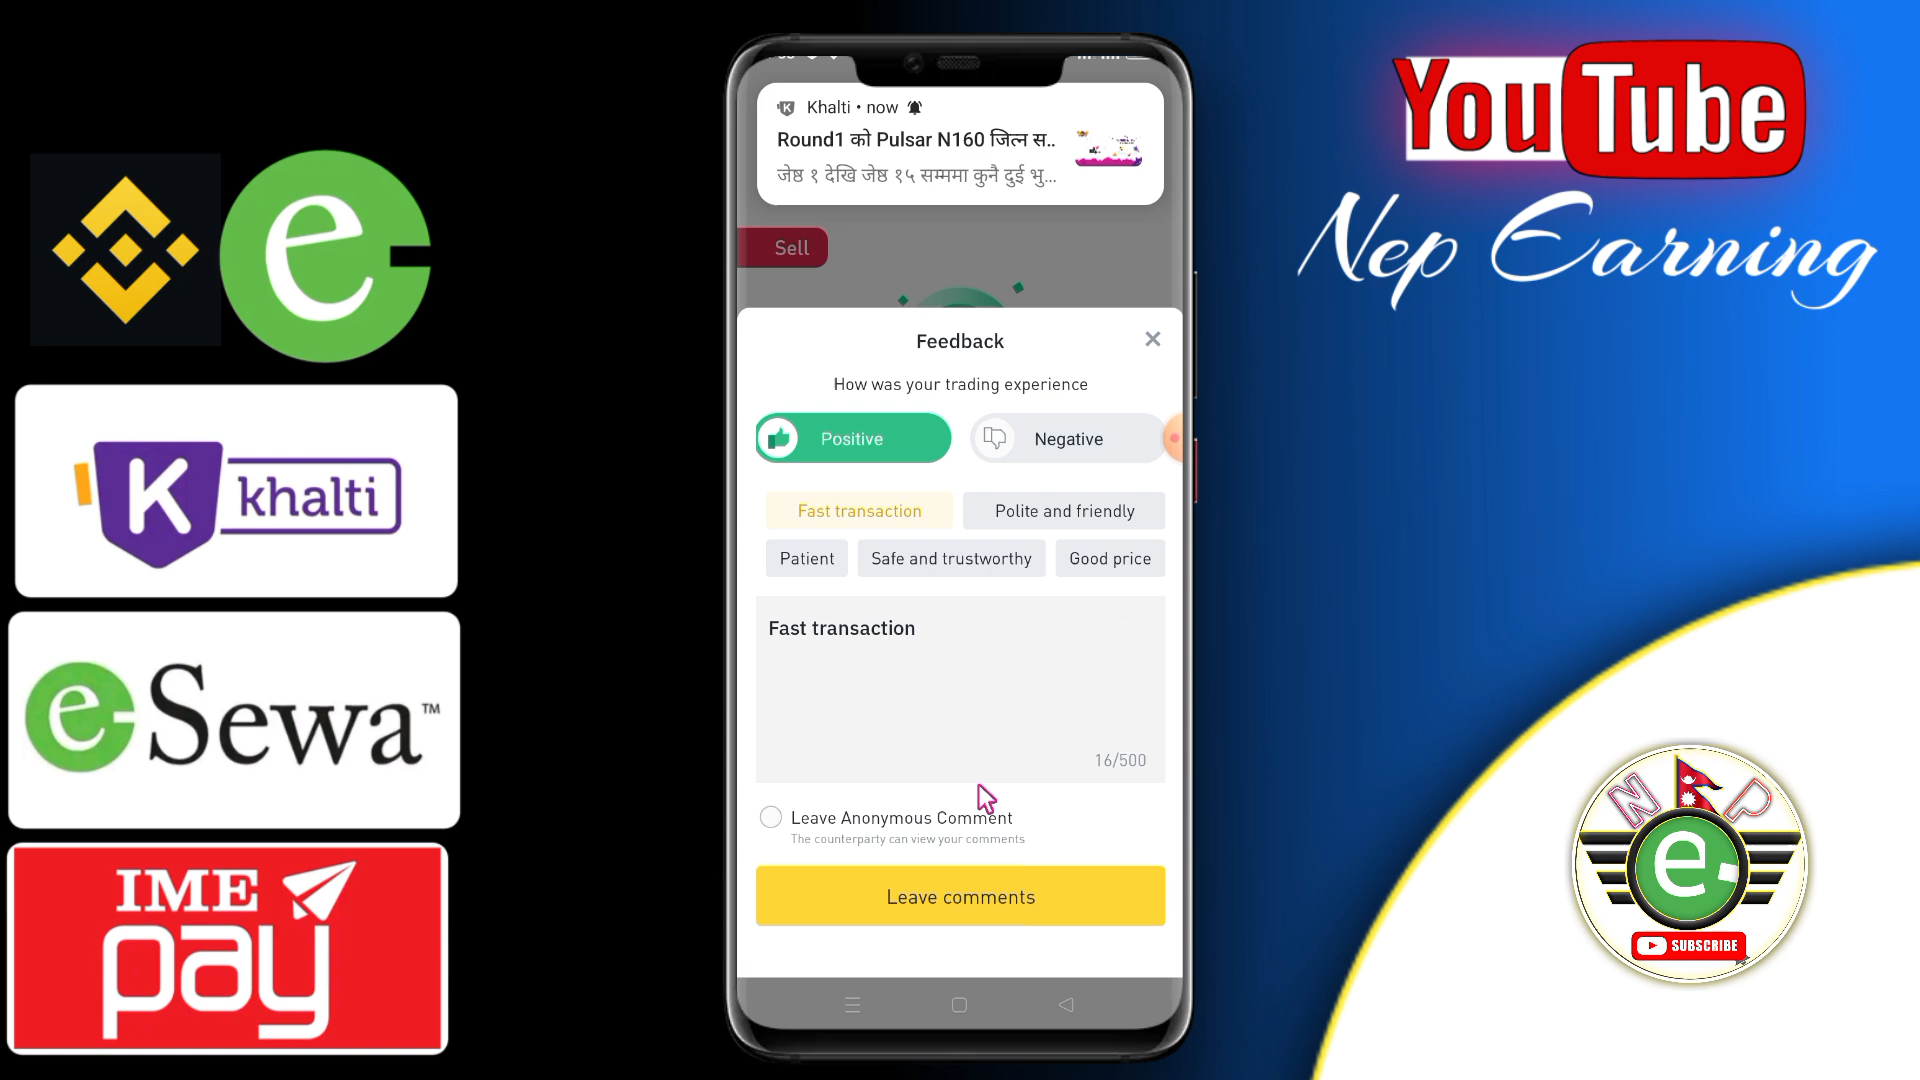 YouTube
Nep Earning
e
K khalti
e Sewa™
IME
pay
Khalti • now
Round1 को Pulsar N160 जित्न स..
जेष्ठ १ देखि जेष्ठ १५ सम्ममा कुनै दुई भु...
Sell
Feedback
How was your trading experience
Positive
Negative
Fast transaction
Polite and friendly
Patient
Safe and trustworthy
Good price
Fast transaction
16/500
Leave Anonymous Comment
The counterparty can view your comments
Leave comments
N P
e
SUBSCRIBE